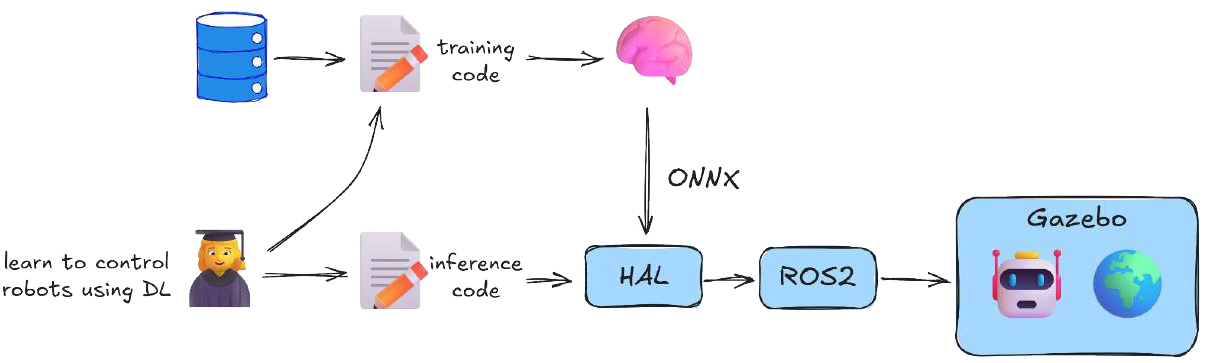 training
code
ONNX
Gazebo
learn to control
robots using DL
inference
code
HAL
ROS2